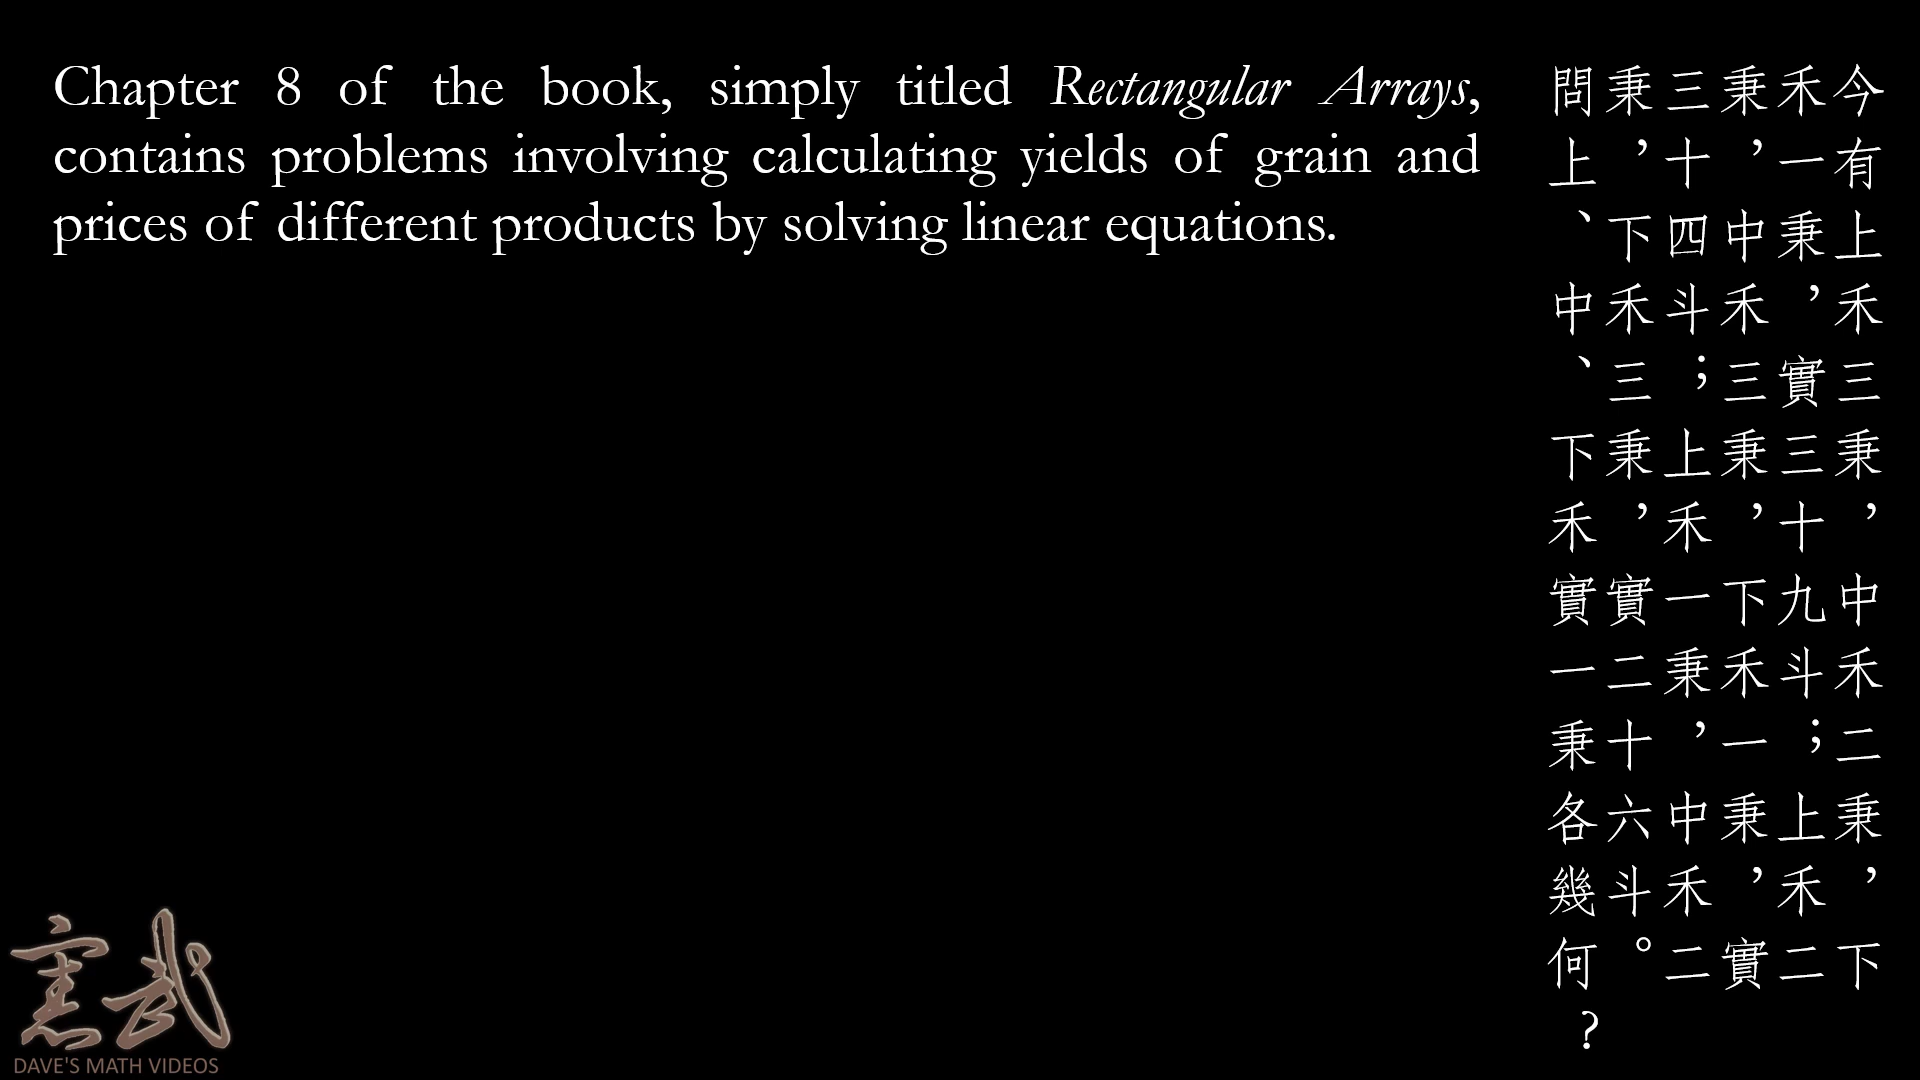 Chapter 8 of the book, simply titled Rectangular Arrays,
contains problems involving calculating yields of grain and
prices of different products by solving linear equations.
今有上禾三秉，中禾二秉，下
禾一秉，實三十九斗；上禾二
秉，中禾三秉，下禾一秉，實
三十四斗；上禾一秉，中禾二
秉，下禾三秉，實二十六斗。
問上、中、下禾實一秉各幾何？
DAVE'S MATH VIDEOS